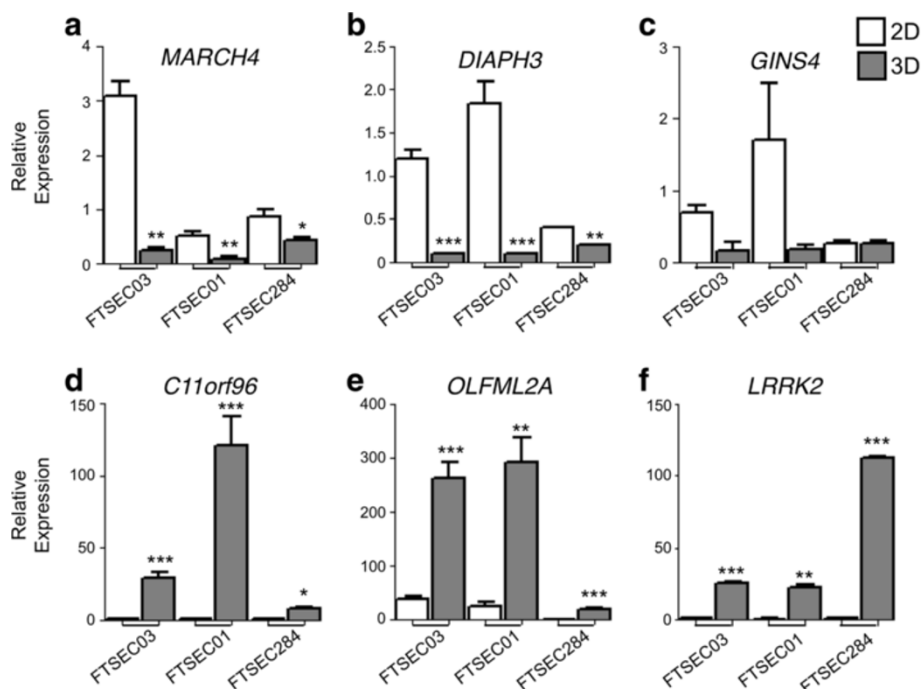 a MARCH4
b DIAPH3
c GINS4
2D
3D
Relative
Expression
4
3
2
1
0
**
**
*
FTSEC03
FTSEC01
FTSEC284
2.5
2.0
1.5
1.0
0.5
0
***
***
**
FTSEC03
FTSEC01
FTSEC284
3
2
1
0
FTSEC03
FTSEC01
FTSEC284
d C11orf96
e OLFML2A
f LRRK2
Relative
Expression
150
100
50
0
***
***
*
FTSEC03
FTSEC01
FTSEC284
400
300
200
100
0
***
**
***
FTSEC03
FTSEC01
FTSEC284
150
100
50
0
***
**
***
FTSEC03
FTSEC01
FTSEC284